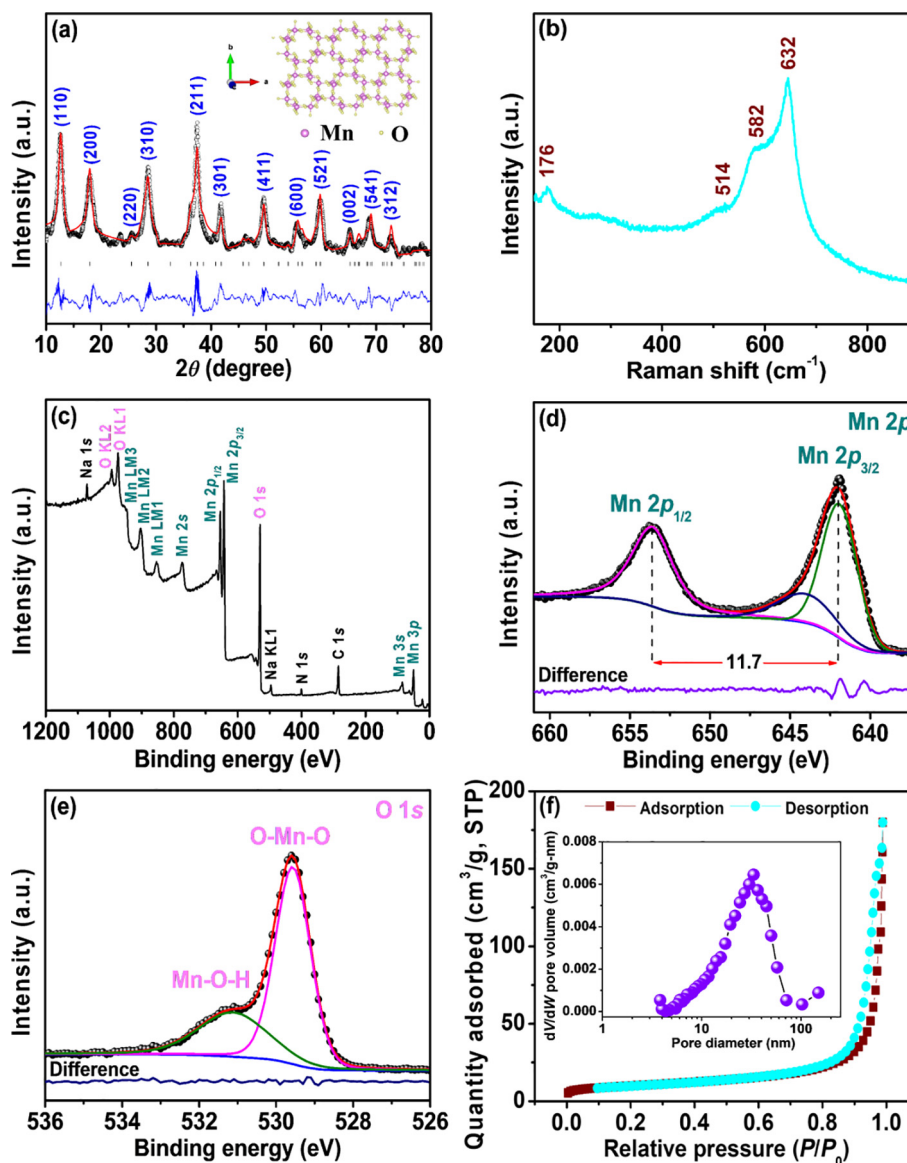 (a)
b
a
Mn O
(110)
(200)
(220)
(310)
(211)
(301)
(411)
(600)
(521)
(002)
(541)
(312)
Intensity (a.u.)
10 20 30 40 50 60 70 80
2θ (degree)
(b)
176
514
582
632
Intensity (a.u.)
200 400 600 800
Raman shift (cm⁻¹)
(c)
Na 1s
O KL2
O KL1
Mn LM3
Mn LM2
Mn LM1
Mn 2s
Mn 2p1/2
Mn 2p3/2
O 1s
Na KL1
N 1s
C 1s
Mn 3s
Mn 3p
Intensity (a.u.)
1200 1000 800 600 400 200 0
Binding energy (eV)
(d)
Mn 2p
Mn 2p3/2
Mn 2p1/2
11.7
Difference
Intensity (a.u.)
660 655 650 645 640
Binding energy (eV)
(e)
O 1s
O-Mn-O
Mn-O-H
Difference
Intensity (a.u.)
536 534 532 530 528 526
Binding energy (eV)
(f)
Adsorption Desorption
Quantity adsorbed (cm³/g, STP)
200
175
150
125
100
75
50
25
0
0.0 0.2 0.4 0.6 0.8 1.0
Relative pressure (P/P0)
dV/dW pore volume (cm³/g-nm)
0.008
0.006
0.004
0.002
0.000
1 10 100
Pore diameter (nm)